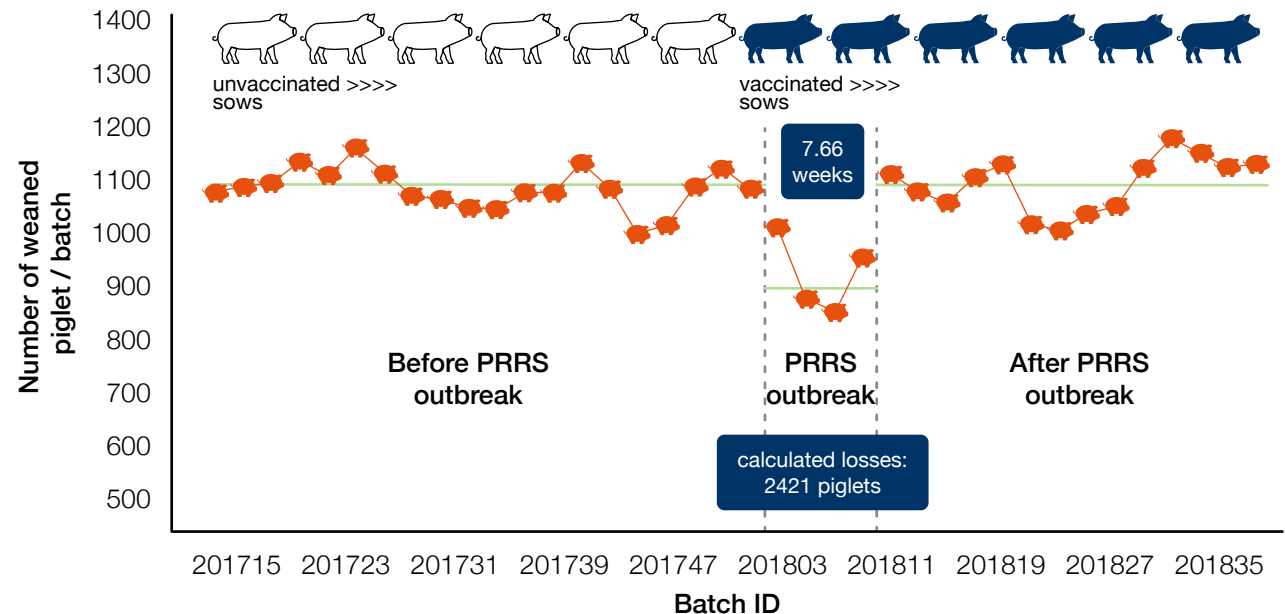 1400
1300
1200
1100
1000
900
800
700
600
500
Number of weaned
piglet / batch
unvaccinated >>>>
sows
vaccinated >>>>
sows
7.66
weeks
Before PRRS
outbreak
PRRS
outbreak
After PRRS
outbreak
calculated losses:
2421 piglets
201715 201723 201731 201739 201747 201803 201811 201819 201827 201835
Batch ID